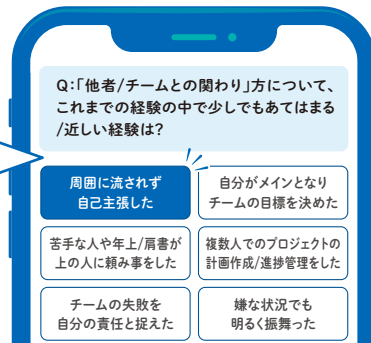 Q:「他者/チームとの関わり」方について、
これまでの経験の中で少しでもあてはまる
/近しい経験は?
周囲に流されず
自己主張した
自分がメインとなり
チームの目標を決めた
苦手な人や年上/肩書が
上の人に頼み事をした
複数人でのプロジェクトの
計画作成/進捗管理をした
チームの失敗を
自分の責任と捉えた
嫌な状況でも
明るく振舞った